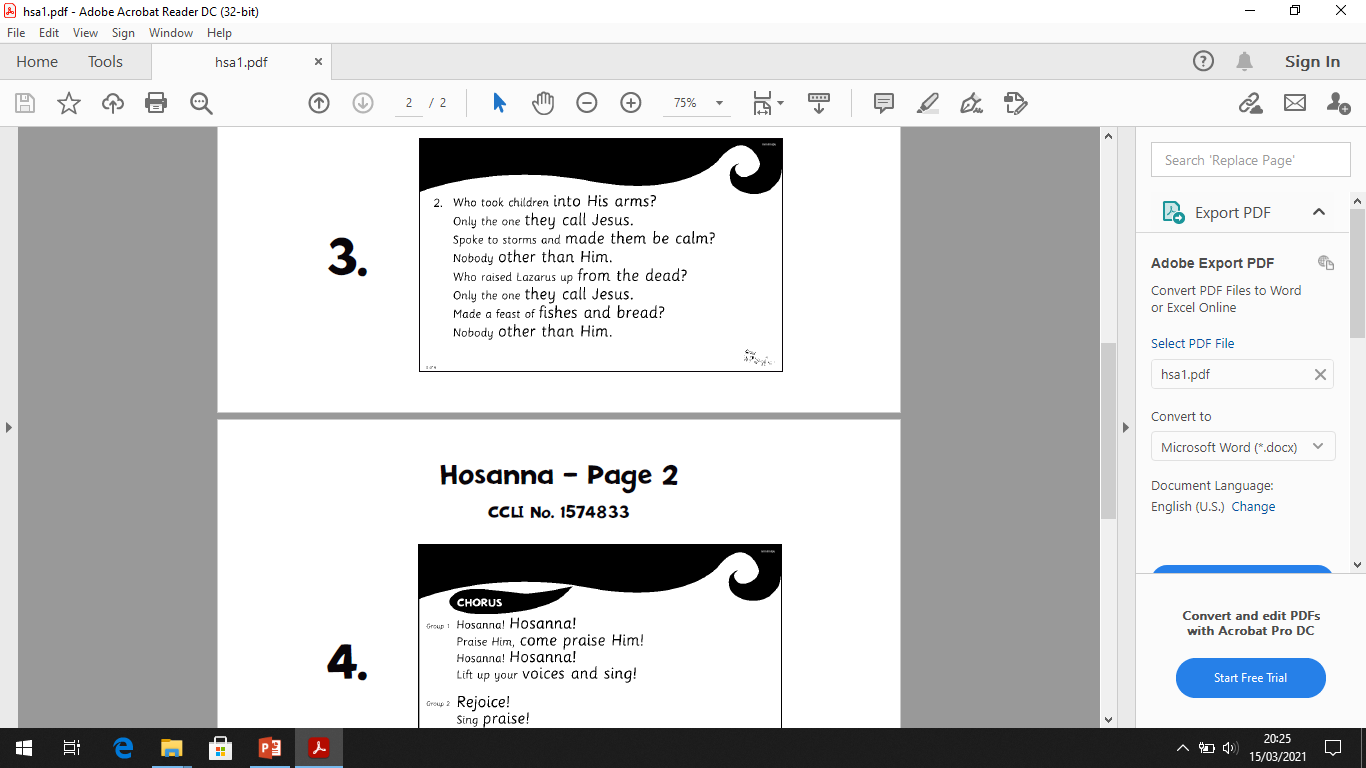 hsa1.pdf - Adobe Acrobat Reader DC (32-bit)
File Edit View Sign Window Help
Home Tools hsa1.pdf Sign In
2 / 2 75%
3.
2. Who took children into His arms?
Only the one they call Jesus.
Spoke to storms and made them be calm?
Nobody other than Him.
Who raised Lazarus up from the dead?
Only the one they call Jesus.
Made a feast of fishes and bread?
Nobody other than Him.
Hosanna – Page 2
CCLI No. 1574833
4.
CHORUS
Group 1 Hosanna! Hosanna!
Praise Him, come praise Him!
Hosanna! Hosanna!
Lift up your voices and sing!
Group 2 Rejoice!
Sing praise!
Search 'Replace Page'
Export PDF
Adobe Export PDF
Convert PDF Files to Word
or Excel Online
Select PDF File
hsa1.pdf
Convert to
Microsoft Word (*.docx)
Document Language:
English (U.S.) Change
Convert and edit PDFs
with Acrobat Pro DC
Start Free Trial
20:25
15/03/2021